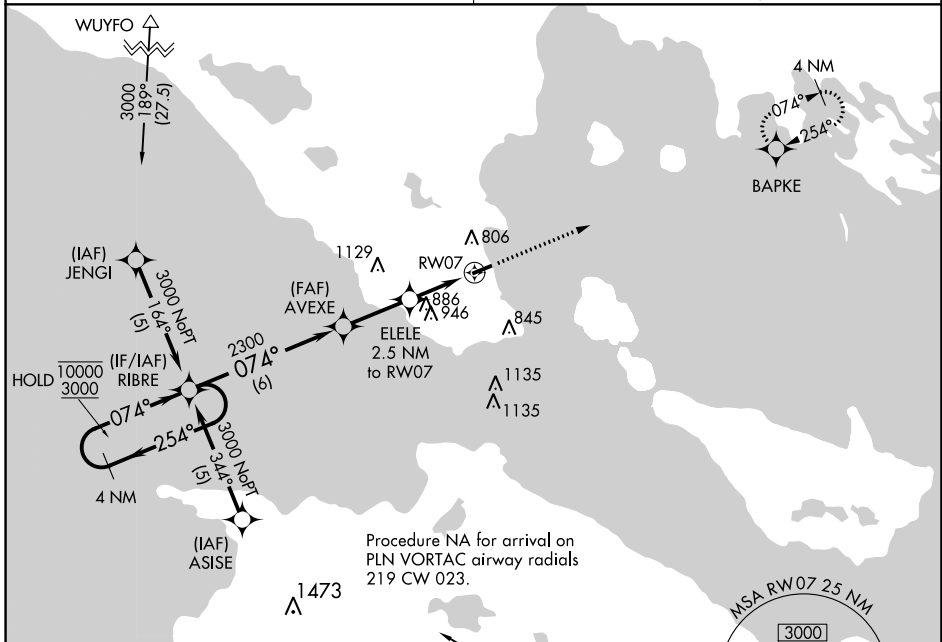 WUYFO
3000
189°
(27.5)
4 NM
074°
254°
BAPKE
(IAF)
JENGI
3000 NoPT
164°
(5)
1129
806
RW07
(FAF)
AVEXE
886
946
845
ELELE
2.5 NM
to RW07
2300
074°
(6)
(IF/IAF)
RIBRE
HOLD 10000
3000
074°
254°
4 NM
3000 NoPT
344°
(5)
1135
1135
(IAF)
ASISE
Procedure NA for arrival on
PLN VORTAC airway radials
219 CW 023.
1473
MSA RW07 25 NM
3000